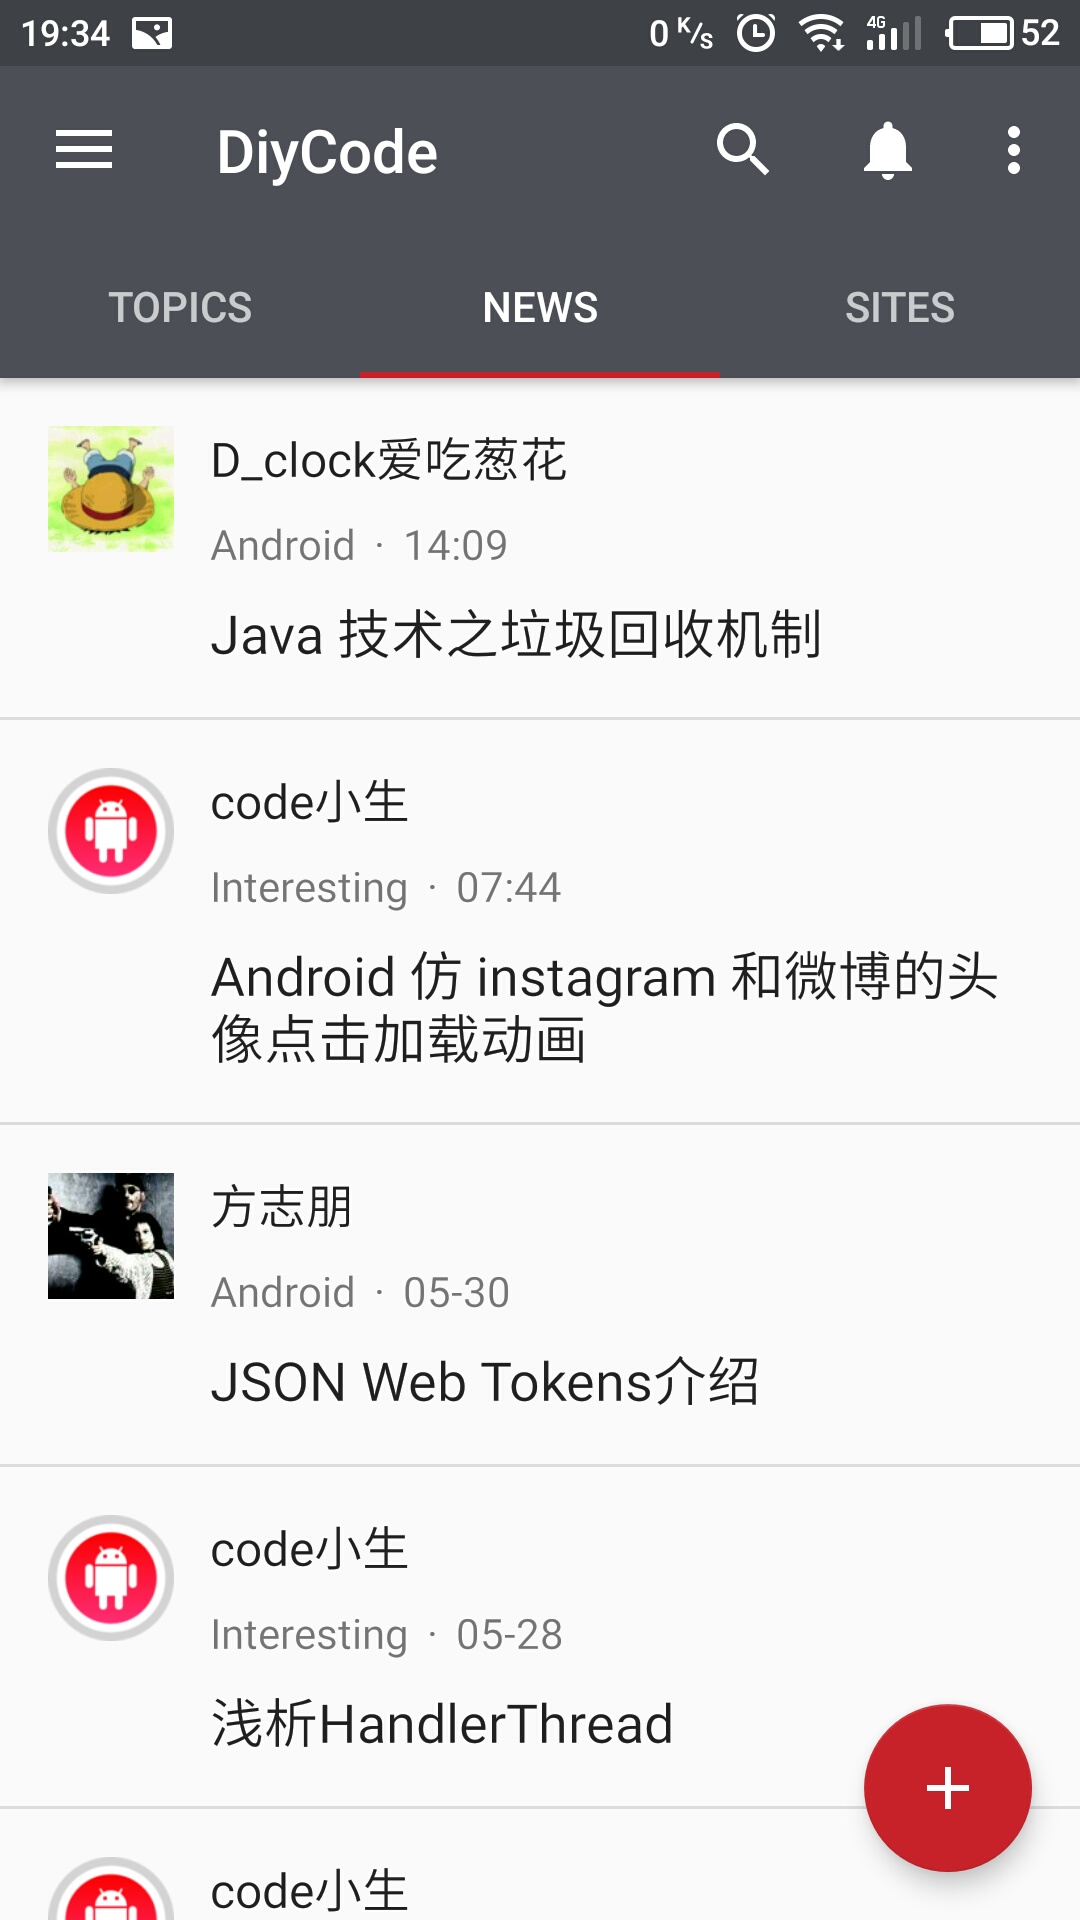 19:34 0 K/s 4G 52
DiyCode
TOPICS NEWS SITES
D_clock爱吃葱花
Android · 14:09
Java 技术之垃圾回收机制
code小生
Interesting · 07:44
Android 仿 instagram 和微博的头
像点击加载动画
方志朋
Android · 05-30
JSON Web Tokens介绍
code小生
Interesting · 05-28
浅析HandlerThread
code小生